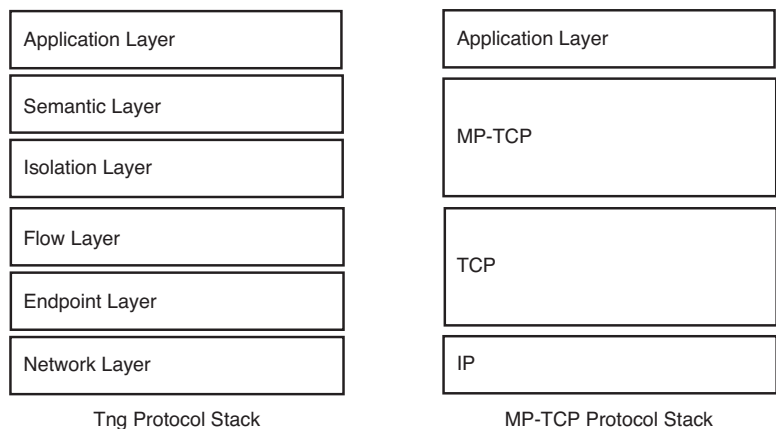 Application Layer
Semantic Layer
Isolation Layer
Flow Layer
Endpoint Layer
Network Layer
Tng Protocol Stack
Application Layer
MP-TCP
TCP
IP
MP-TCP Protocol Stack